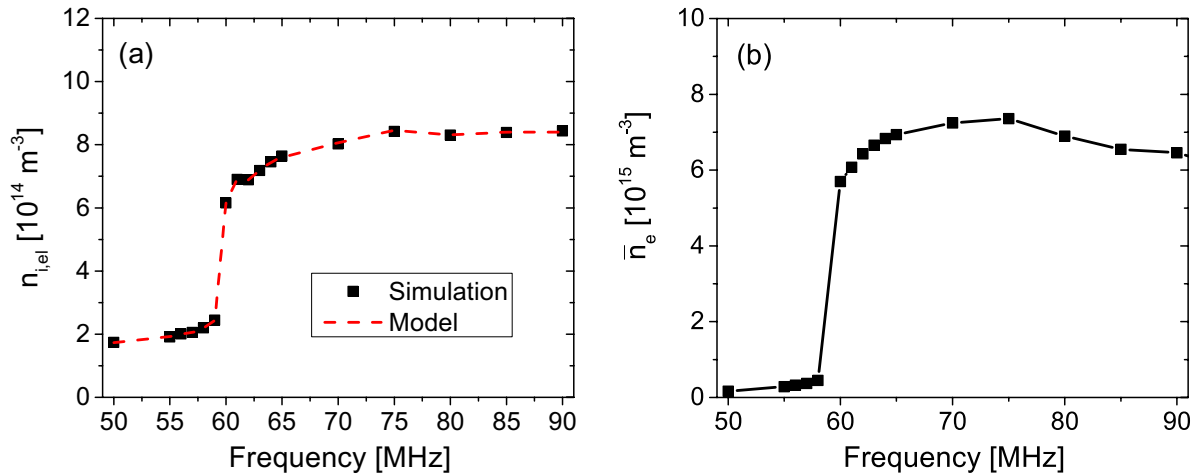 (a)
12
10
8
6
4
2
0
n_{i,el} [10^{14} m^{-3}]
Simulation
Model
50 55 60 65 70 75 80 85 90
Frequency [MHz]
(b)
10
8
6
4
2
0
n̄_e [10^{15} m^{-3}]
50 60 70 80 90
Frequency [MHz]